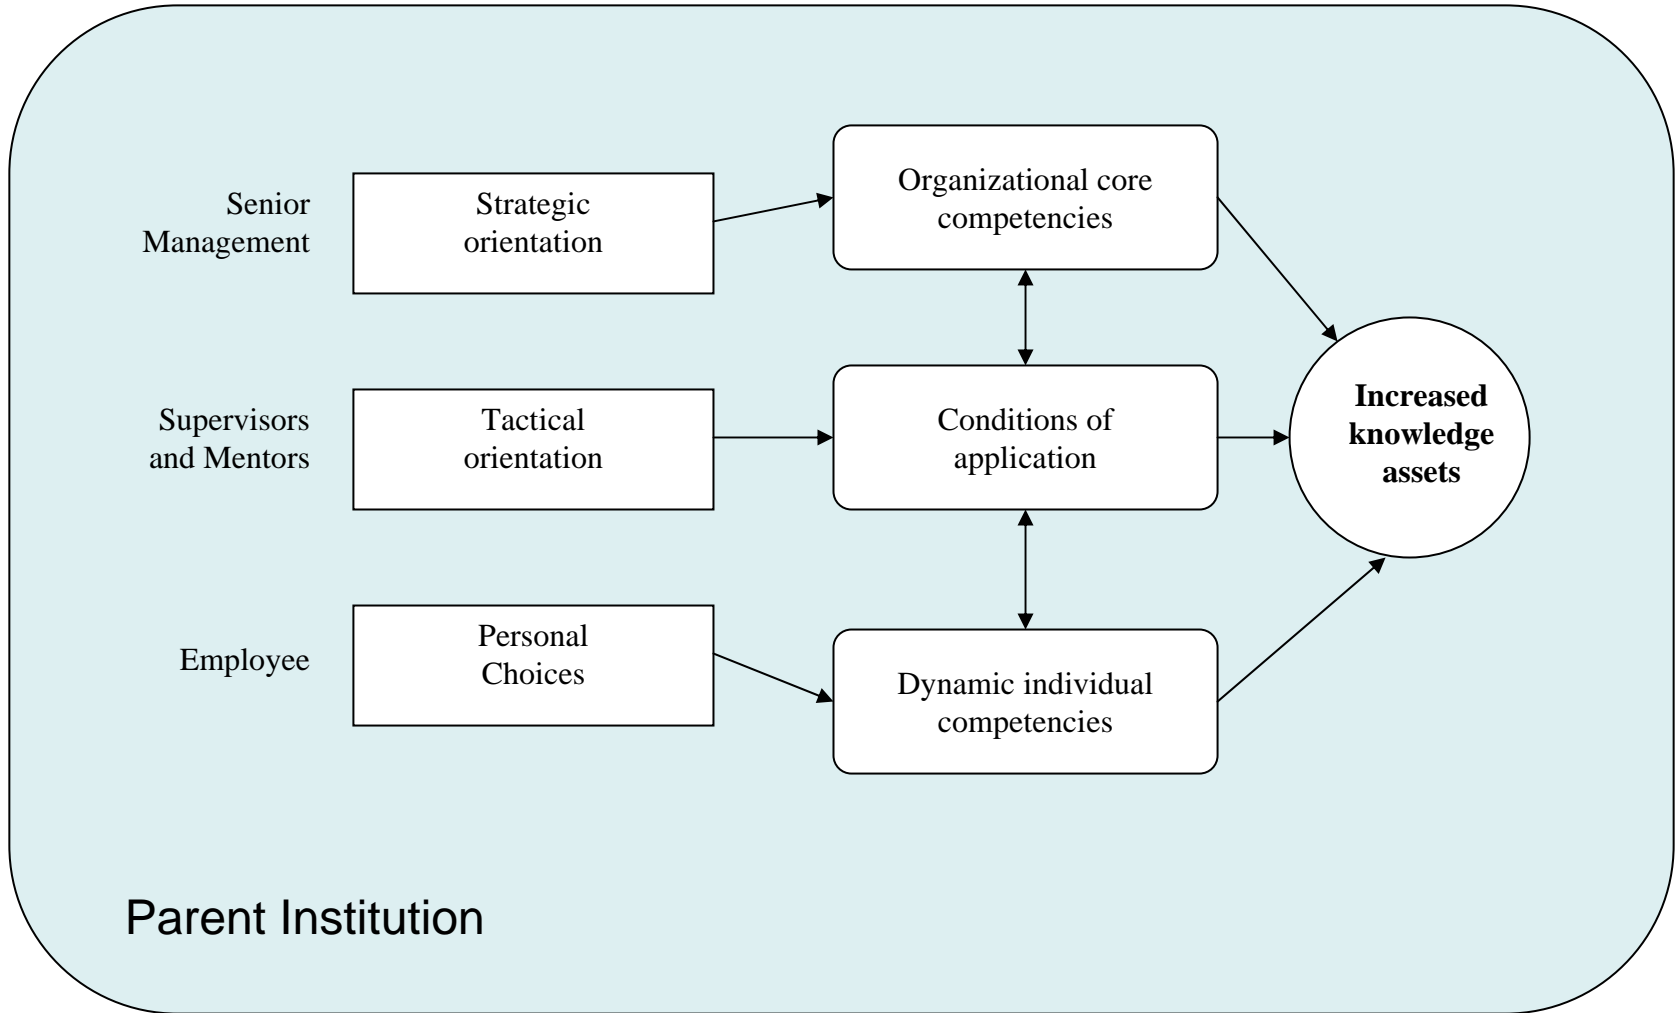 Senior
Management
Strategic
orientation
Organizational core
competencies
Supervisors
and Mentors
Tactical
orientation
Conditions of
application
Increased
knowledge
assets
Employee
Personal
Choices
Dynamic individual
competencies
Parent Institution